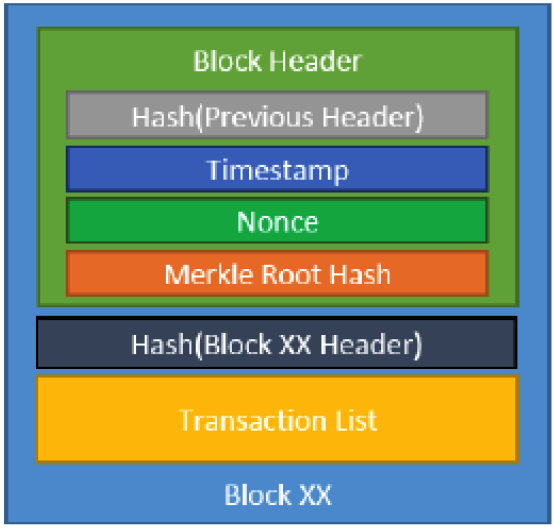 Block Header
Hash(Previous Header)
Timestamp
Nonce
Merkle Root Hash
Hash(Block XX Header)
Transaction List
Block XX